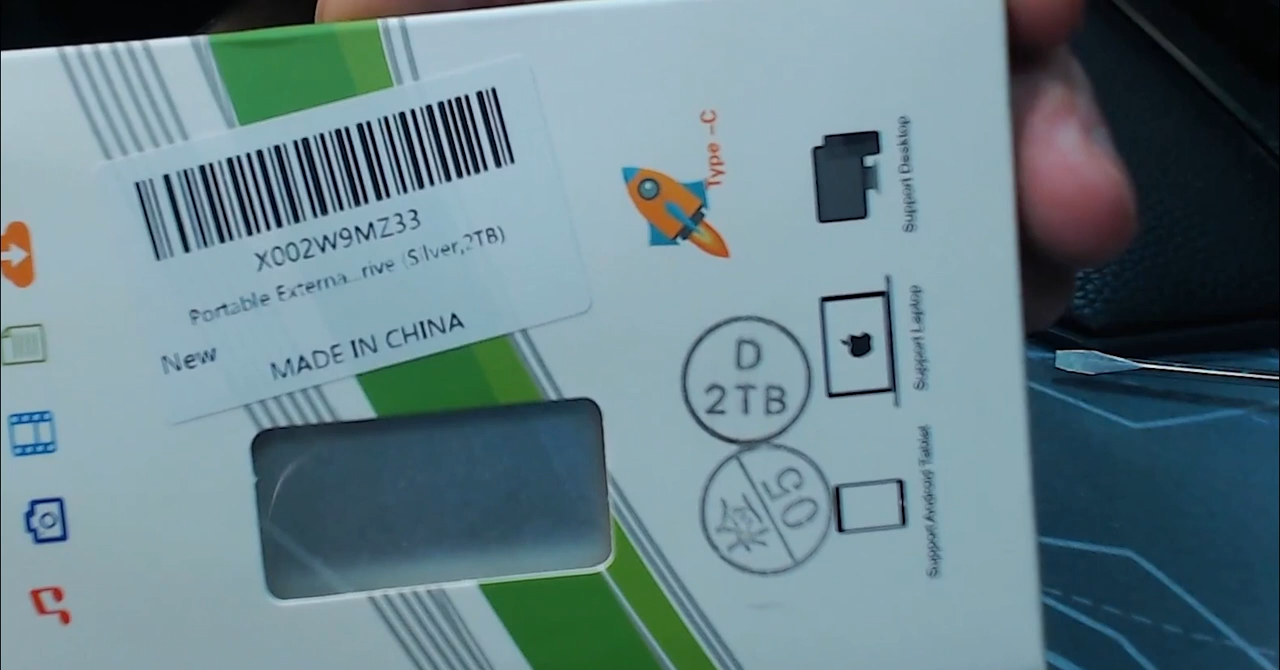 X002W9MZ33
Portable Externa...rive (Silver,2TB)
New
MADE IN CHINA
Type-C
D
2TB
50
Support Desktop
Support Laptop
Support Android Tablet